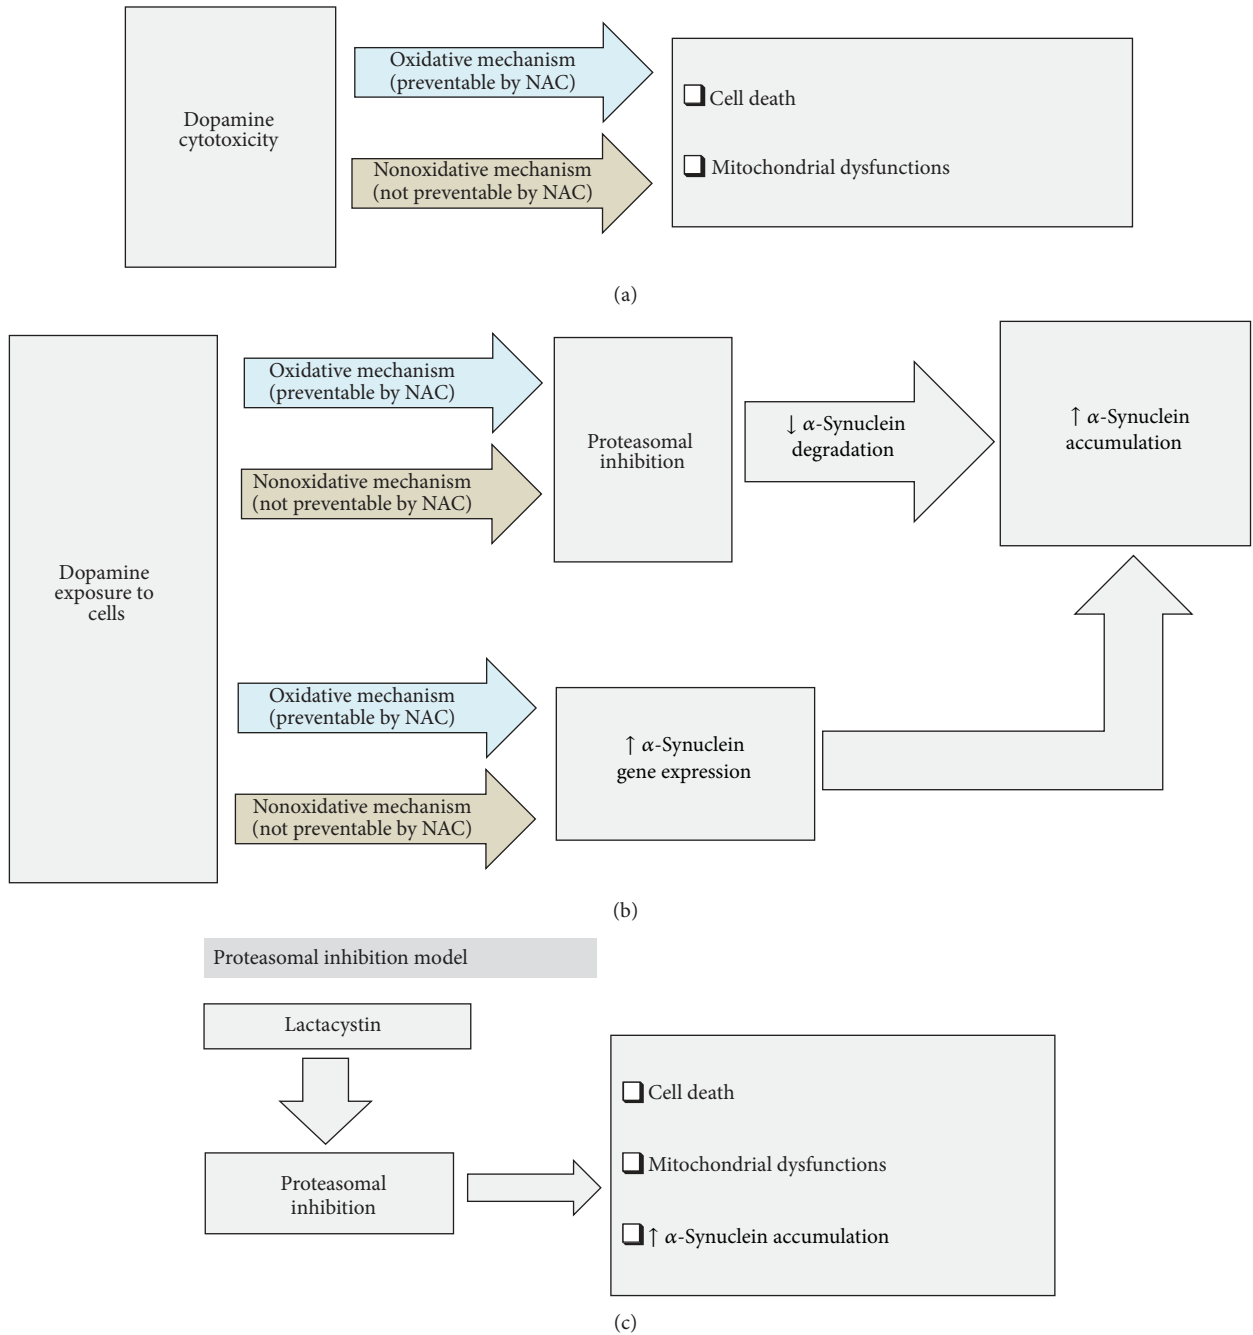 Dopamine
cytotoxicity
Oxidative mechanism
(preventable by NAC)
Nonoxidative mechanism
(not preventable by NAC)
Cell death
Mitochondrial dysfunctions
(a)
Dopamine
exposure to
cells
Oxidative mechanism
(preventable by NAC)
Nonoxidative mechanism
(not preventable by NAC)
Proteasomal
inhibition
↓ α-Synuclein
degradation
↑ α-Synuclein
accumulation
Oxidative mechanism
(preventable by NAC)
Nonoxidative mechanism
(not preventable by NAC)
↑ α-Synuclein
gene expression
(b)
Proteasomal inhibition model
Lactacystin
Proteasomal
inhibition
Cell death
Mitochondrial dysfunctions
↑ α-Synuclein accumulation
(c)